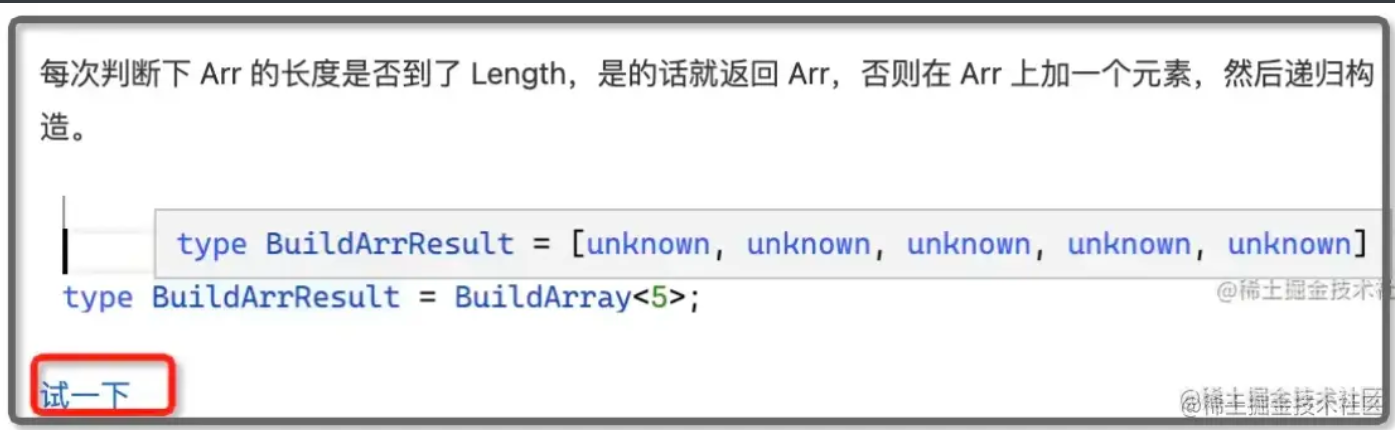 每次判断下 Arr 的长度是否到了 Length，是的话就返回 Arr，否则在 Arr 上加一个元素，然后递归构
造。
type BuildArrResult = [unknown, unknown, unknown, unknown, unknown]
type BuildArrResult = BuildArray<5>;
@稀土掘金技术社
试一下
@稀土掘金技术社区